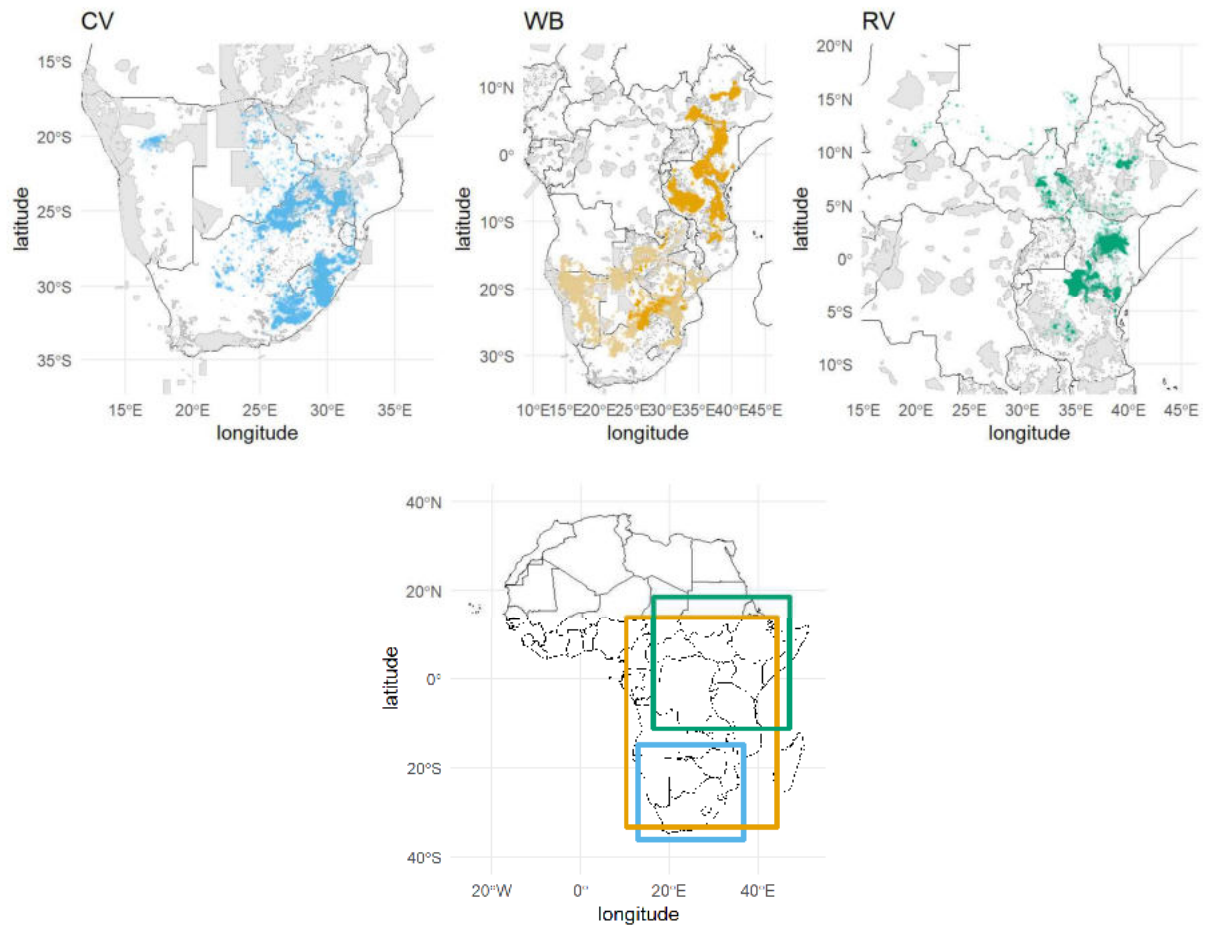 CV
WB
RV
15°S
20°S
25°S
30°S
35°S
latitude
15°E 20°E 25°E 30°E 35°E
longitude
10°N
0°
10°S
20°S
30°S
latitude
10°E15°E20°E25°E30°E35°E40°E45°E
longitude
20°N
15°N
10°N
5°N
0°
5°S
10°S
latitude
15°E 20°E 25°E 30°E 35°E 40°E 45°E
longitude
40°N
20°N
0°
20°S
40°S
latitude
20°W 0° 20°E 40°E
longitude